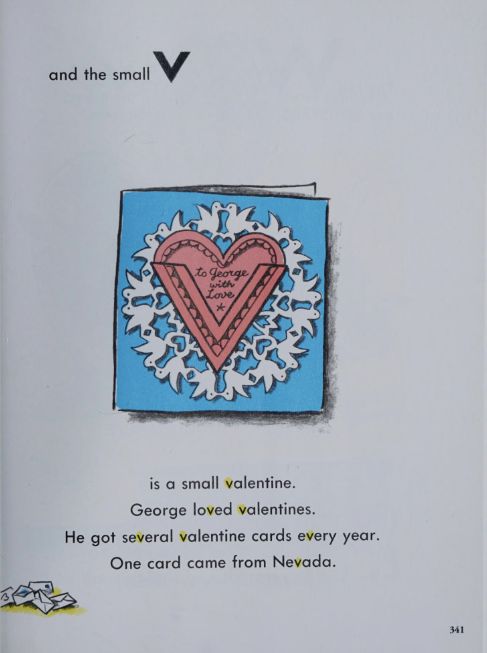 and the small V
to George
with
Love
is a small valentine.
George loved valentines.
He got several valentine cards every year.
One card came from Nevada.
341